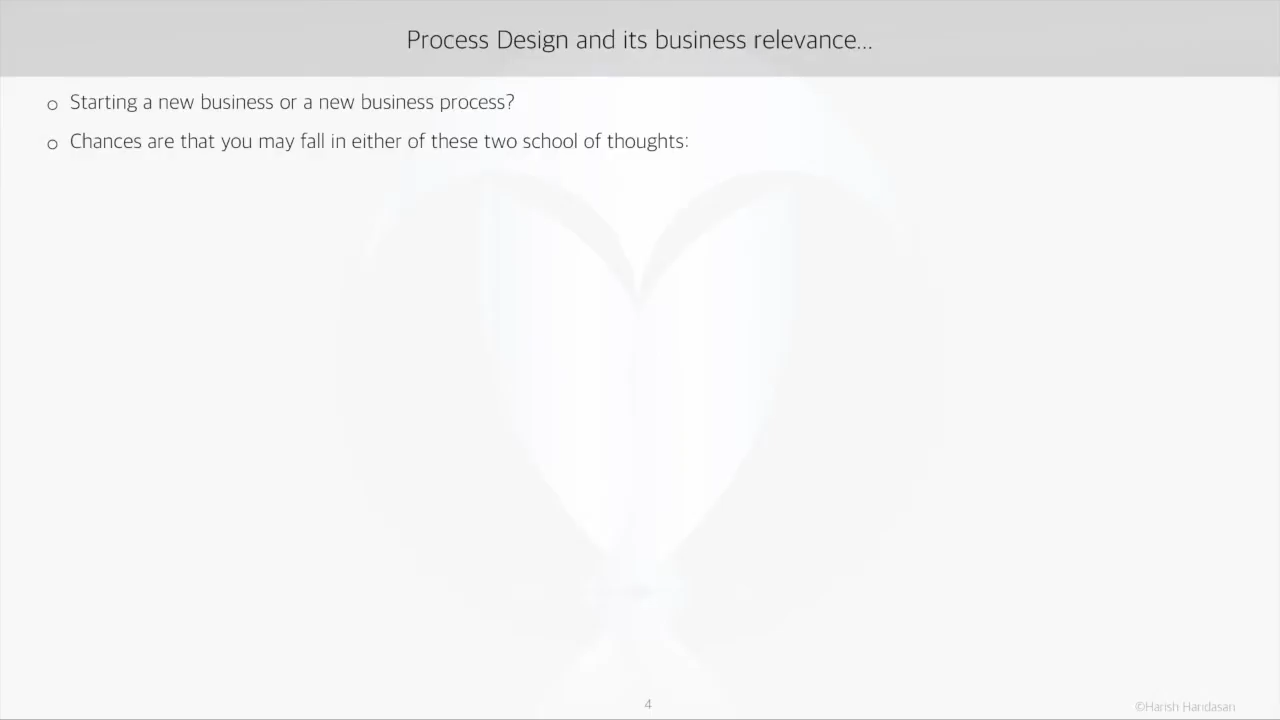 Process Design and its business relevance...
o Starting a new business or a new business process?
o Chances are that you may fall in either of these two school of thoughts:
4
©Harish Haridasan